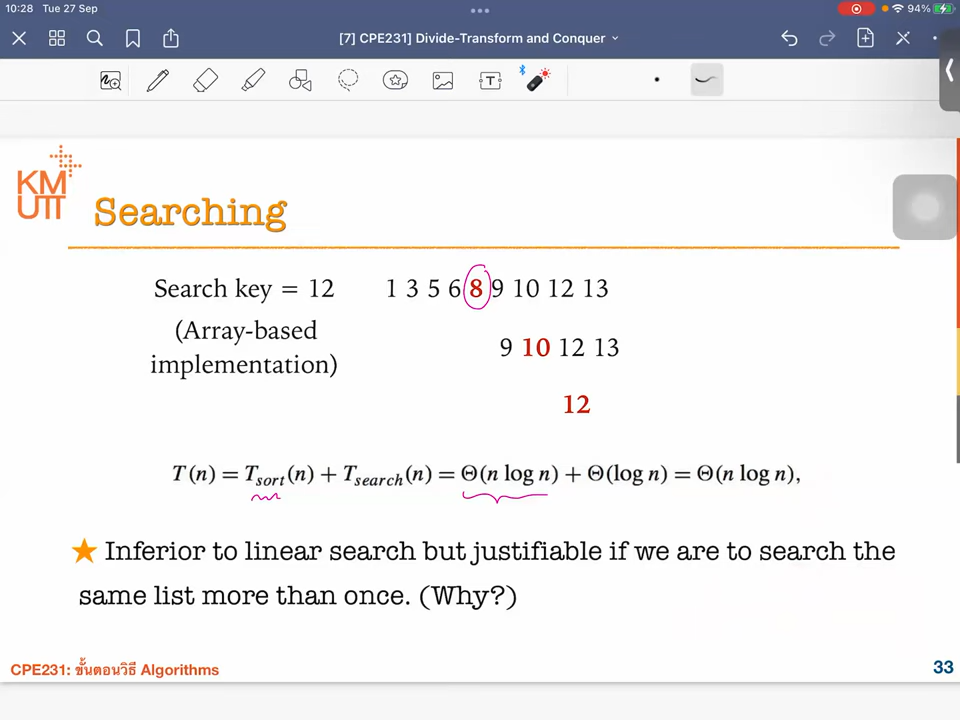 10:28 Tue 27 Sep
94%
[7] CPE231] Divide-Transform and Conquer
T
KM
UTT
Searching
Search key = 12 1 3 5 6 8 9 10 12 13
(Array-based
implementation)
9 10 12 13
12
T(n) = T_sort(n) + T_search(n) = Θ(n log n) + Θ(log n) = Θ(n log n),
★ Inferior to linear search but justifiable if we are to search the
same list more than once. (Why?)
CPE231: ขั้นตอนวิธี Algorithms
33